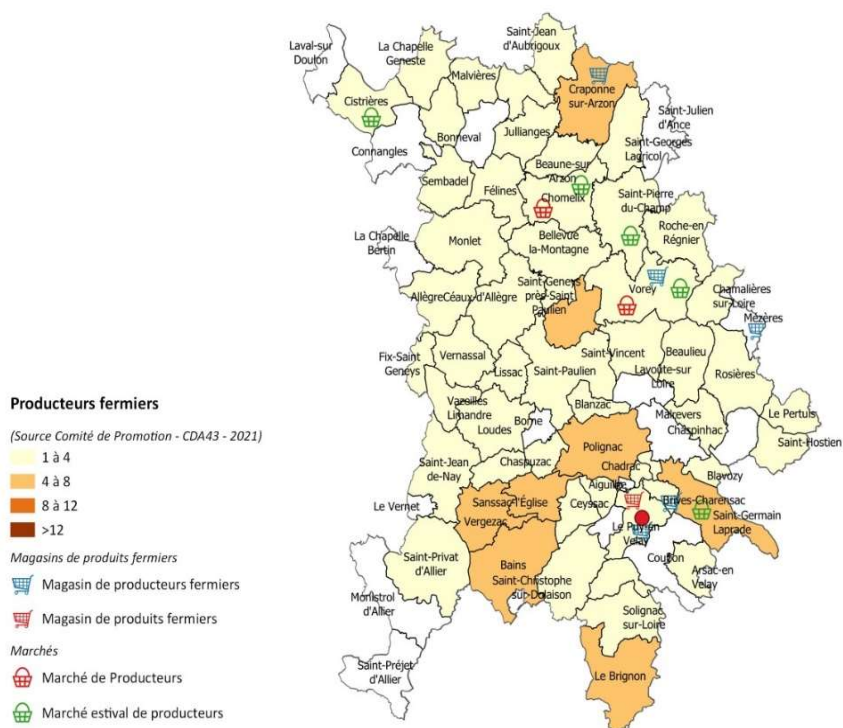 Saint-Jean
d'Aubrigoux
Laval-sur
Doulon
La Chapelle
Geneste
Malvières
Craponne
sur-Arzon
Cistrières
Saint-Julien
d'Ance
Bonneval
Jullianges
Connangles
Saint-Georges
Lagricol
Beaune-sur
Arzon
Sembadel
Félines
Chomelix
Saint-Pierre
du-Champ
Roche-en
Régnier
La Chapelle
Bertin
Monlet
Bellevue
la-Montagne
Saint-Geneys
près-Saint
Paulien
Vorey
Chamalières
sur-Loire
Allègre
Céaux-d'Allègre
Mézères
Fix-Saint
Geneys
Vernassal
Lissac
Saint-Paulien
Saint-Vincent
Beaulieu
Lavoûte-sur
Loire
Rosières
Vazeilles
Limandre
Loudes
Borne
Blanzac
Malrevers
Chaspinhac
Le Pertuis
Saint-Hostien
Polignac
Saint-Jean
de-Nay
Chaspuzac
Chadrac
Aiguilhe
Blavozy
Le Vernet
Sanssac-l'Église
Vergezac
Ceyssac
Brives-Charensac
Saint-Germain
Laprade
Le Puy-en
Velay
Saint-Privat
d'Allier
Bains
Saint-Christophe
sur-Dolaison
Coubon
Arsac-en
Velay
Monistrol
d'Allier
Solignac
sur-Loire
Saint-Préjet
d'Allier
Le Brignon
Producteurs fermiers
(Source Comité de Promotion - CDA43 - 2021)
1 à 4
4 à 8
8 à 12
>12
Magasins de produits fermiers
Magasin de producteurs fermiers
Magasin de produits fermiers
Marchés
Marché de Producteurs
Marché estival de producteurs